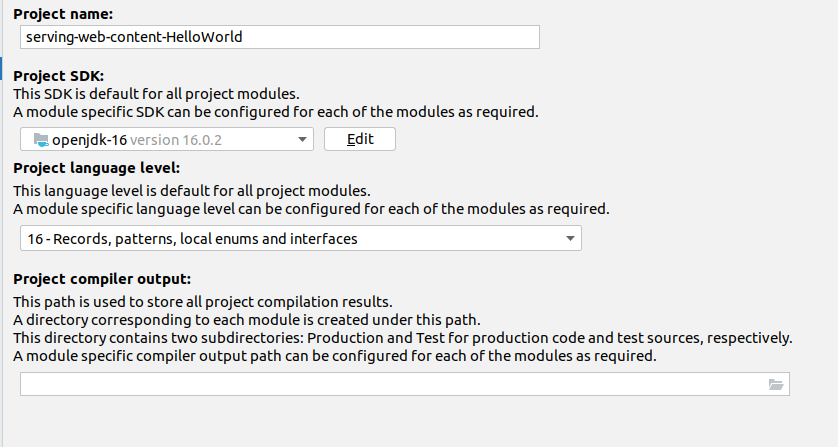 Project name:
serving-web-content-HelloWorld
Project SDK:
This SDK is default for all project modules.
A module specific SDK can be configured for each of the modules as required.
openjdk-16 version 16.0.2
Edit
Project language level:
This language level is default for all project modules.
A module specific language level can be configured for each of the modules as required.
16 - Records, patterns, local enums and interfaces
Project compiler output:
This path is used to store all project compilation results.
A directory corresponding to each module is created under this path.
This directory contains two subdirectories: Production and Test for production code and test sources, respectively.
A module specific compiler output path can be configured for each of the modules as required.